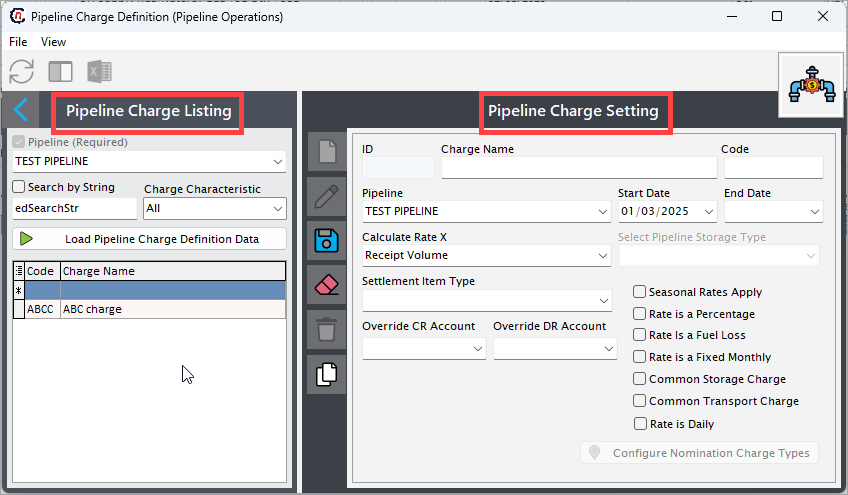 Pipeline Charge Definition (Pipeline Operations)
File View
Pipeline Charge Listing
Pipeline (Required)
TEST PIPELINE
Search by String
Charge Characteristic
edSearchStr
All
Load Pipeline Charge Definition Data
Code Charge Name
*
ABCC ABC charge
Pipeline Charge Setting
ID
Charge Name
Code
Pipeline
Start Date
End Date
TEST PIPELINE
01/03/2025
Calculate Rate X
Select Pipeline Storage Type
Receipt Volume
Settlement Item Type
Override CR Account
Override DR Account
Seasonal Rates Apply
Rate is a Percentage
Rate Is a Fuel Loss
Rate is a Fixed Monthly
Common Storage Charge
Common Transport Charge
Rate is Daily
Configure Nomination Charge Types